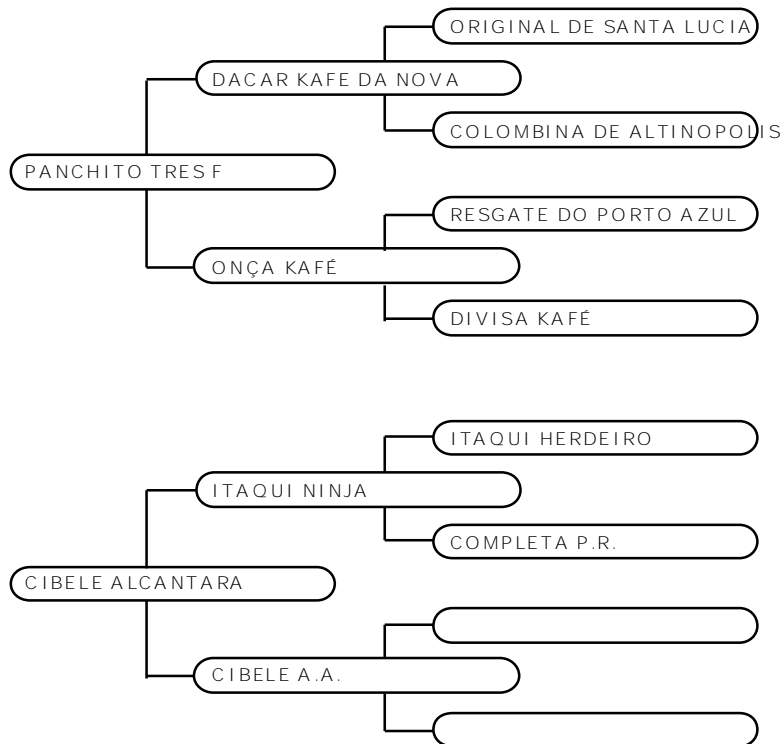 ORIGINAL DE SANTA LUCIA
DACAR KAFE DA NOVA
COLOMBINA DE ALTINOPOLIS
PANCHITO TRES F
RESGATE DO PORTO AZUL
ONÇA KAFÉ
DIVISA KAFÉ
ITAQUI HERDEIRO
ITAQUI NINJA
COMPLETA P.R.
CIBELE ALCANTARA
CIBELE A.A.